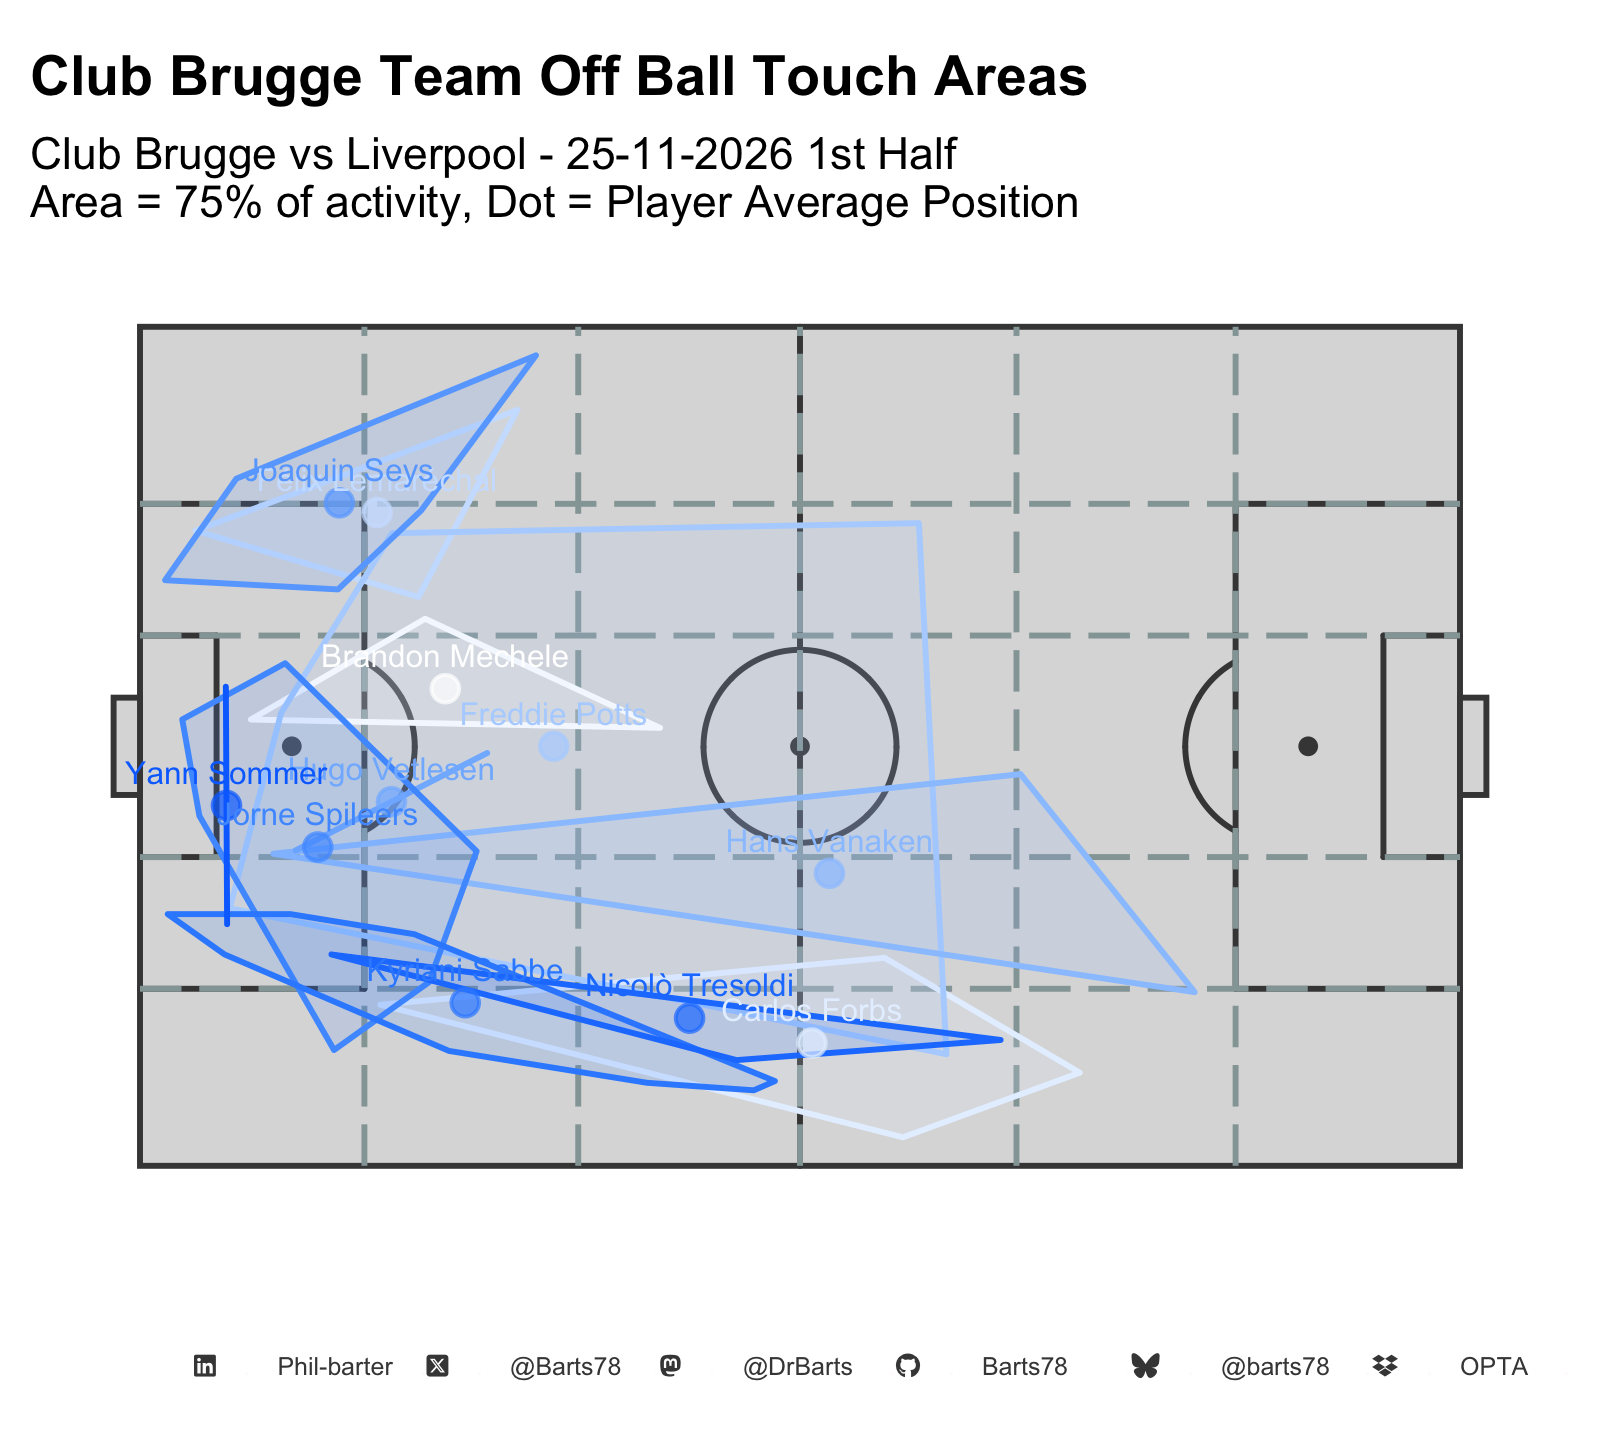 Club Brugge Team Off Ball Touch Areas
Club Brugge vs Liverpool - 25-11-2026 1st Half
Area = 75% of activity, Dot = Player Average Position
Joaquin Seys
Felix Lemaréchal
Brandon Mechele
Freddie Potts
Yann Sommer
Hugo Vetlesen
Jorne Spileers
Hans Vanaken
Kyriani Sabbe
Nicolò Tresoldi
Carlos Forbs
Phil-barter
@Barts78
@DrBarts
Barts78
@barts78
OPTA